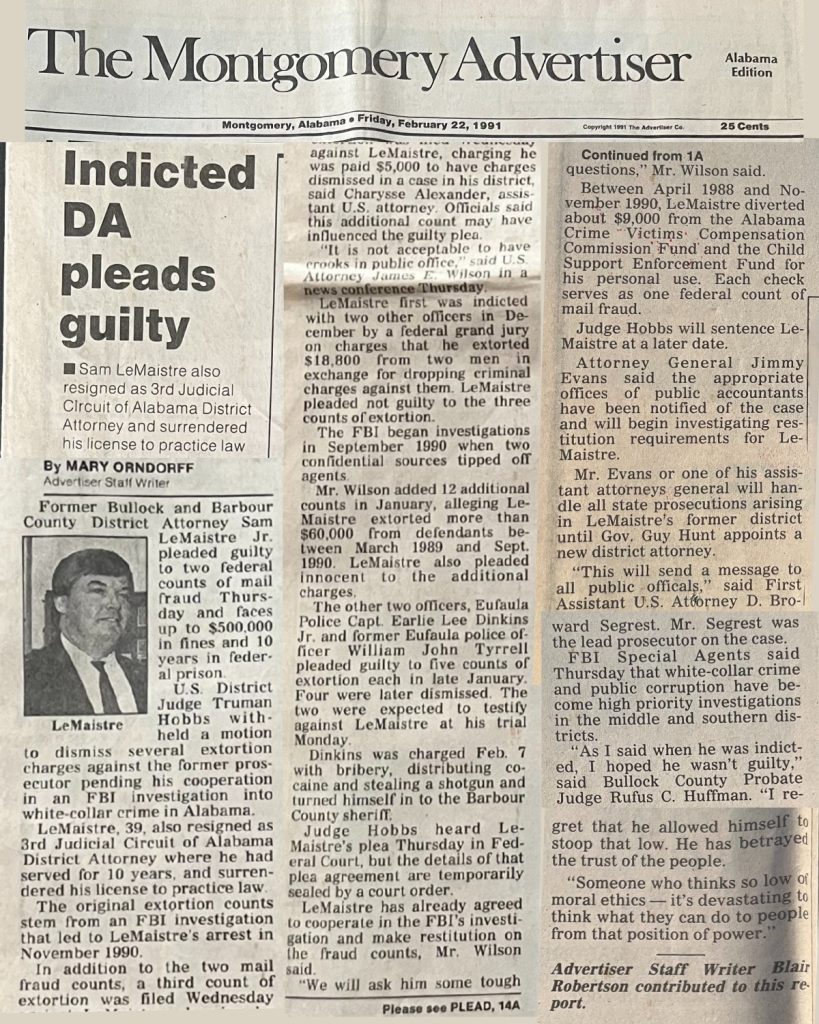 The Montgomery Advertiser
Alabama
Edition
Montgomery, Alabama • Friday, February 22, 1991
Copyright 1991 The Advertiser Co.
25 Cents
Indicted
DA
pleads
guilty
■ Sam LeMaistre also
resigned as 3rd Judicial
Circuit of Alabama District
Attorney and surrendered
his license to practice law
By MARY ORNDORFF
Advertiser Staff Writer
Former Bullock and Barbour
County District Attorney Sam
LeMaistre Jr.
pleaded guilty
to two federal
counts of mail
fraud Thurs-
day and faces
up to $500,000
in fines and 10
years in feder-
al prison.
U.S. District
Judge Truman
Hobbs with-
held a motion
LeMaistre
to dismiss several extortion
charges against the former pros-
ecutor pending his cooperation
in an FBI investigation into
white-collar crime in Alabama.
LeMaistre, 39, also resigned as
3rd Judicial Circuit of Alabama
District Attorney where he had
served for 10 years, and surren-
dered his license to practice law.
The original extortion counts
stem from an FBI investigation
that led to LeMaistre's arrest in
November 1990.
In addition to the two mail
fraud counts, a third count of
extortion was filed Wednesday
against LeMaistre, charging he
was paid $5,000 to have charges
dismissed in a case in his district,
said Charysse Alexander, assis-
tant U.S. attorney. Officials said
this additional count may have
influenced the guilty plea.
"It is not acceptable to have
crooks in public office," said U.S.
Attorney James E. Wilson in a
news conference Thursday.
LeMaistre first was indicted
with two other officers in De-
cember by a federal grand jury
on charges that he extorted
$18,800 from two men in
exchange for dropping criminal
charges against them. LeMaistre
pleaded not guilty to the three
counts of extortion.
The FBI began investigations
in September 1990 when two
confidential sources tipped off
agents.
Mr. Wilson added 12 additional
counts in January, alleging Le-
Maistre extorted more than
$60,000 from defendants be-
tween March 1989 and Sept.
1990. LeMaistre also pleaded
innocent to the additional
charges.
The other two officers, Eufaula
Police Capt. Earlie Lee Dinkins
Jr. and former Eufaula police of-
ficer William John Tyrrell
pleaded guilty to five counts of
extortion each in late January.
Four were later dismissed. The
two were expected to testify
against LeMaistre at his trial
Monday.
Dinkins was charged Feb. 7
with bribery, distributing co-
caine and stealing a shotgun and
turned himself in to the Barbour
County sheriff.
Judge Hobbs heard Le-
Maistre's plea Thursday in Fed-
eral Court, but the details of that
plea agreement are temporarily
sealed by a court order.
LeMaistre has already agreed
to cooperate in the FBI's investi-
gation and make restitution on
the fraud counts, Mr. Wilson
said.
"We will ask him some tough
Please see PLEAD, 14A
Continued from 1A
questions," Mr. Wilson said.
Between April 1988 and No-
vember 1990, LeMaistre diverted
about $9,000 from the Alabama
Crime Victims Compensation
Commission Fund and the Child
Support Enforcement Fund for
his personal use. Each check
serves as one federal count of
mail fraud.
Judge Hobbs will sentence Le-
Maistre at a later date.
Attorney General Jimmy
Evans said the appropriate
offices of public accountants
have been notified of the case
and will begin investigating res-
titution requirements for Le-
Maistre.
Mr. Evans or one of his assis-
tant attorneys general will han-
dle all state prosecutions arising
in LeMaistre's former district
until Gov. Guy Hunt appoints a
new district attorney.
"This will send a message to
all public officals," said First
Assistant U.S. Attorney D. Bro-
ward Segrest. Mr. Segrest was
the lead prosecutor on the case.
FBI Special Agents said
Thursday that white-collar crime
and public corruption have be-
come high priority investigations
in the middle and southern dis-
tricts.
"As I said when he was indict-
ed, I hoped he wasn't guilty,"
said Bullock County Probate
Judge Rufus C. Huffman. "I re-
gret that he allowed himself to
stoop that low. He has betrayed
the trust of the people.
"Someone who thinks so low of
moral ethics — it's devastating to
think what they can do to people
from that position of power."
Advertiser Staff Writer Blair
Robertson contributed to this re-
port.